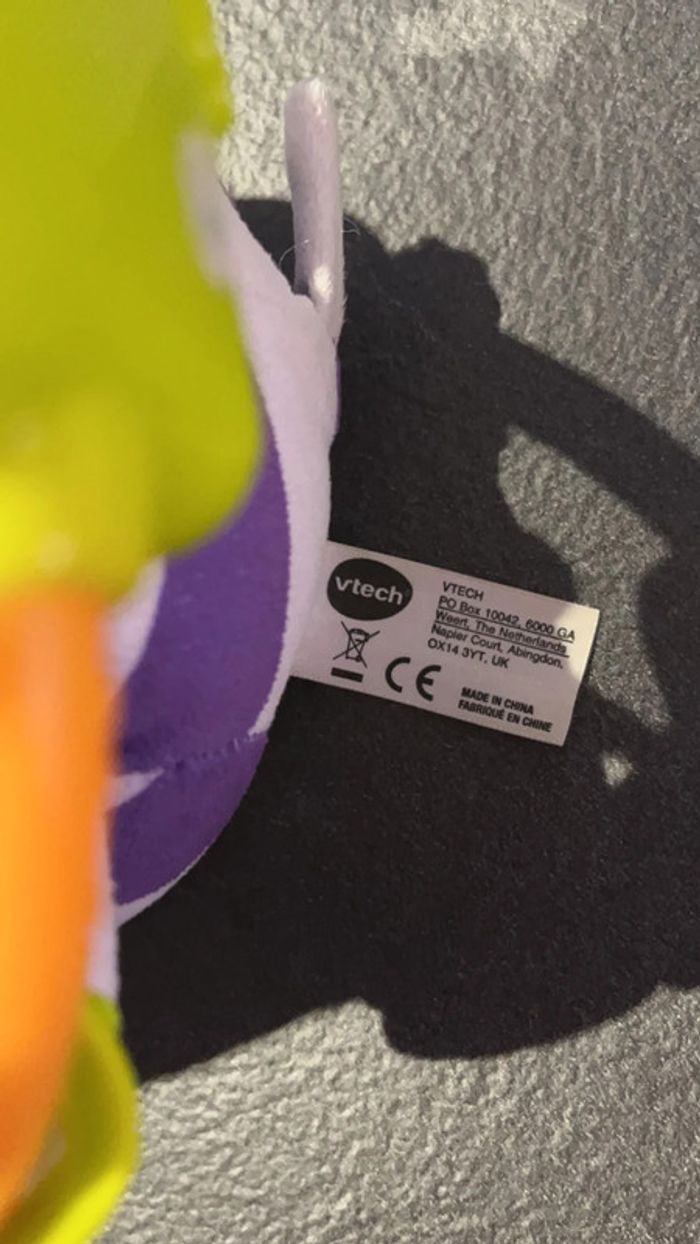 vtech
VTECH
PO Box 10042, 6000 GA
Weert, The Netherlands
Napier Court, Abingdon,
OX14 3YT, UK
CE
MADE IN CHINA
FABRIQUÉ EN CHINE